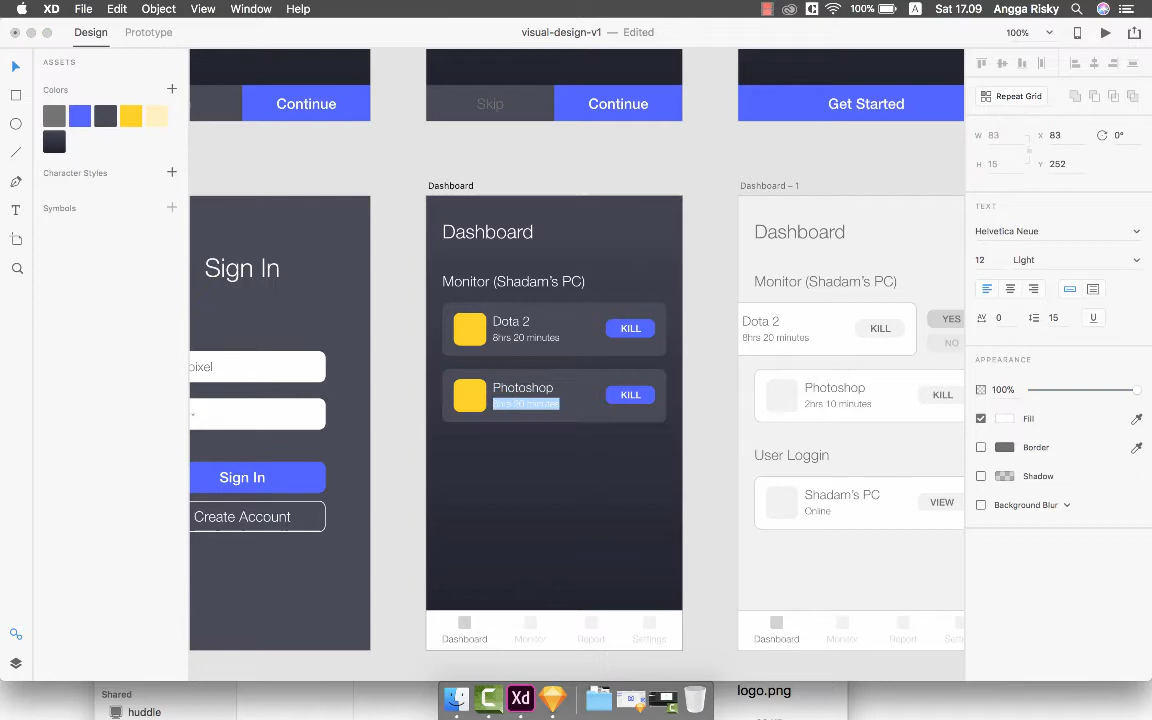 XD File Edit Object View Window Help
100% A Sat 17.09 Angga Risky
Design Prototype
visual-design-v1 — Edited
100%
ASSETS
Colors
Character Styles
Symbols
Continue
Skip Continue
Get Started
Repeat Grid
W 83 X 83 0°
H 15 Y 252
TEXT
Helvetica Neue
12 Light
0 15 U
APPEARANCE
100%
Fill
Border
Shadow
Background Blur
Sign In
pixel
Sign In
Create Account
Dashboard
Dashboard
Monitor (Shadam's PC)
Dota 2
8hrs 20 minutes
KILL
Photoshop
KILL
Dashboard Monitor Report Settings
Dashboard – 1
Dashboard
Monitor (Shadam's PC)
Dota 2
8hrs 20 minutes
KILL
YES
NO
Photoshop
2hrs 10 minutes
KILL
User Loggin
Shadam's PC
Online
VIEW
Dashboard Monitor Report Setti
Shared
huddle
Xd
logo.png